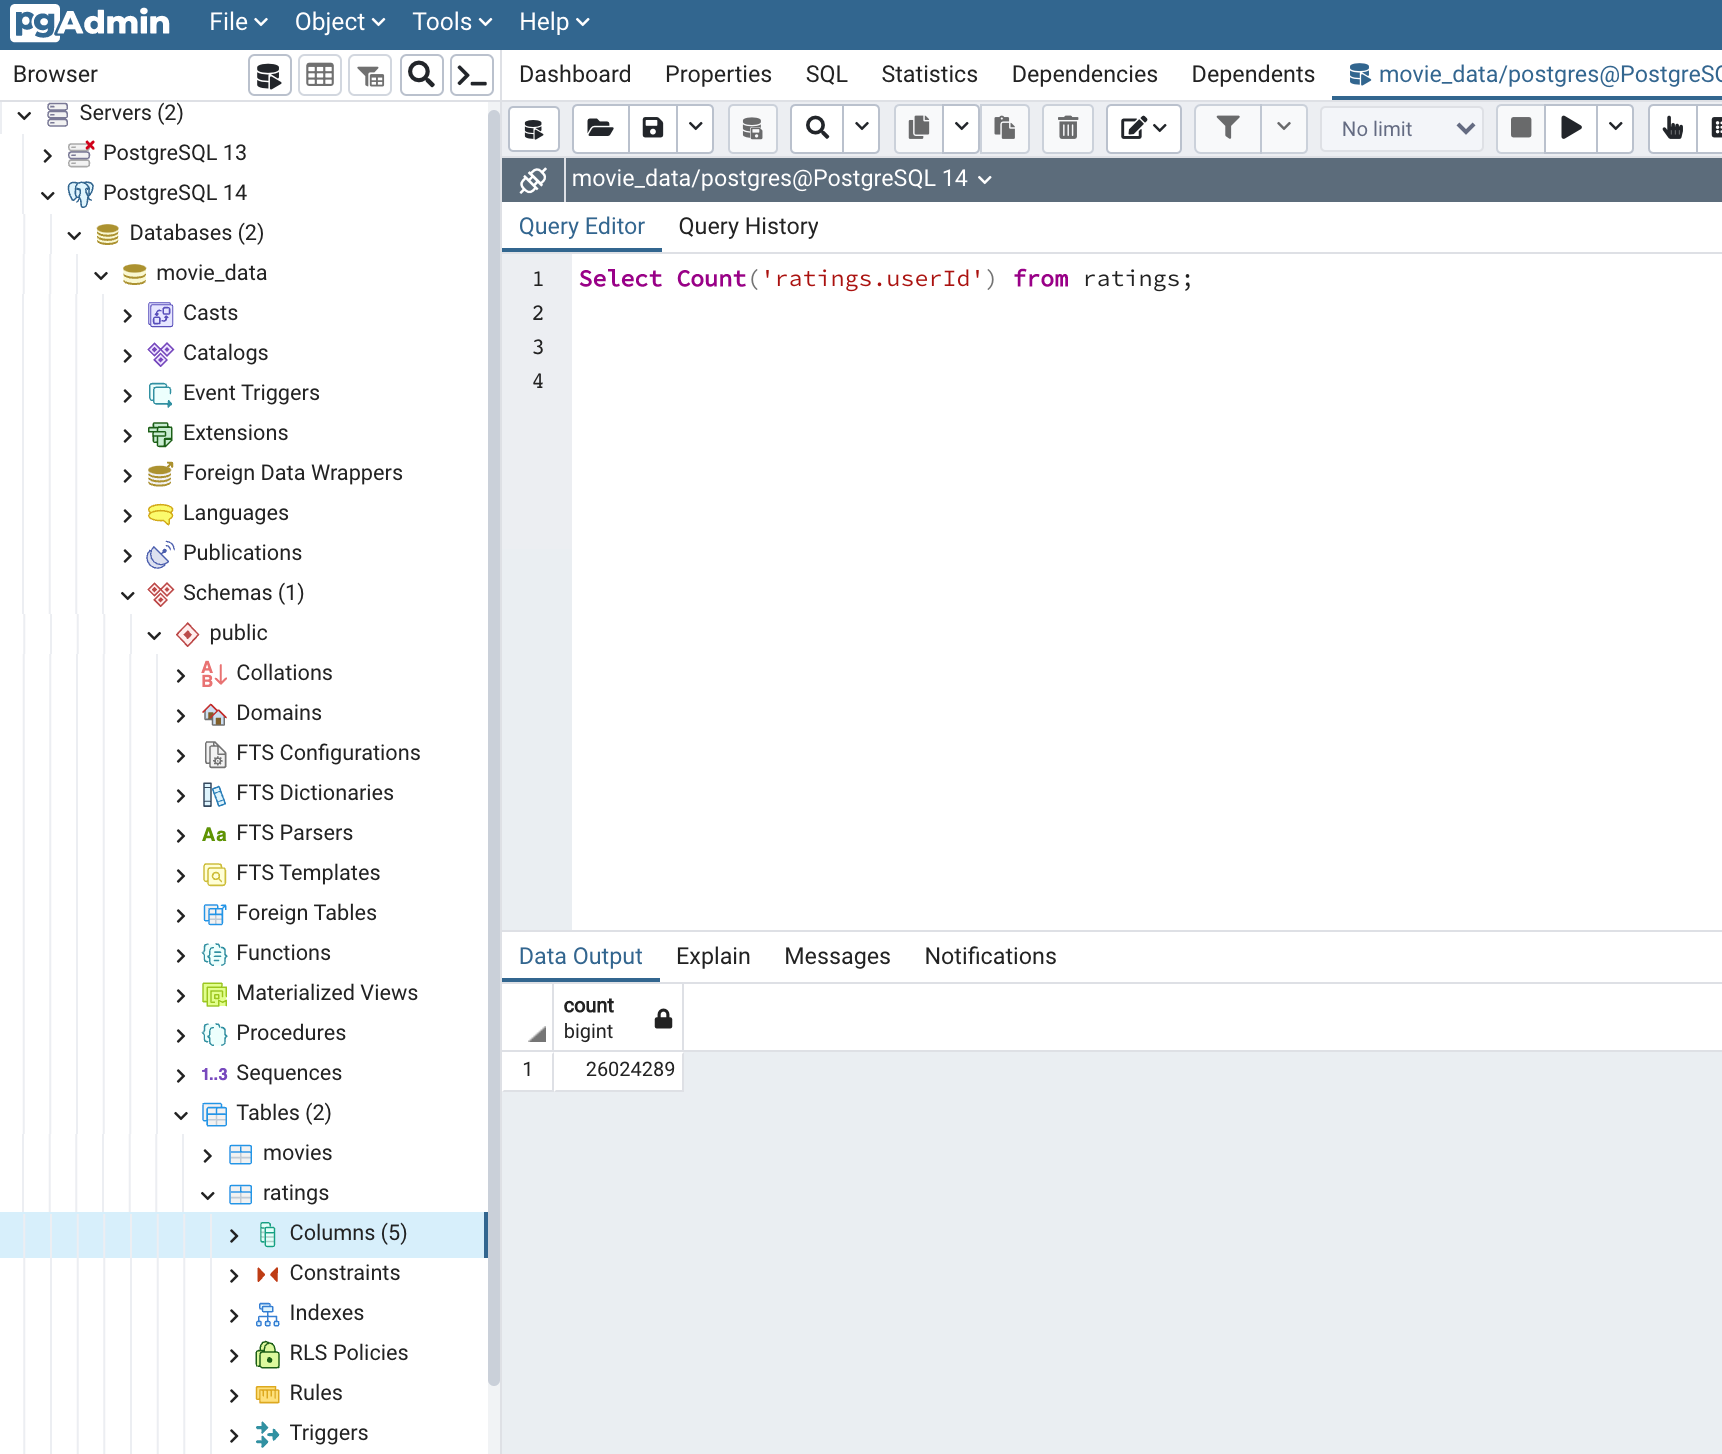 pgAdmin File Object Tools Help
Browser
Dashboard Properties SQL Statistics Dependencies Dependents movie_data/postgres@PostgreSQ
Servers (2)
PostgreSQL 13
PostgreSQL 14
Databases (2)
movie_data
Casts
Catalogs
Event Triggers
Extensions
Foreign Data Wrappers
Languages
Publications
Schemas (1)
public
Collations
Domains
FTS Configurations
FTS Dictionaries
Aa FTS Parsers
FTS Templates
Foreign Tables
Functions
Materialized Views
Procedures
1..3 Sequences
Tables (2)
movies
ratings
Columns (5)
Constraints
Indexes
RLS Policies
Rules
Triggers
No limit
movie_data/postgres@PostgreSQL 14
Query Editor Query History
1 Select Count('ratings.userId') from ratings;
2
3
4
Data Output Explain Messages Notifications
count
bigint
1 26024289